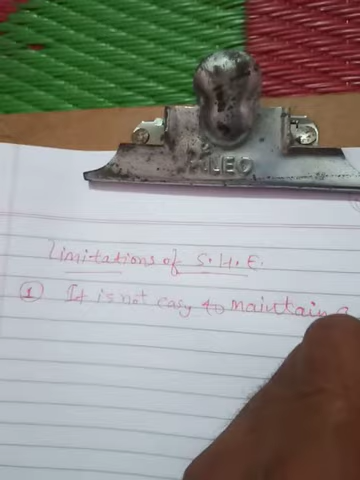 Limitations of S.H.E.
① It is not easy to maintain a